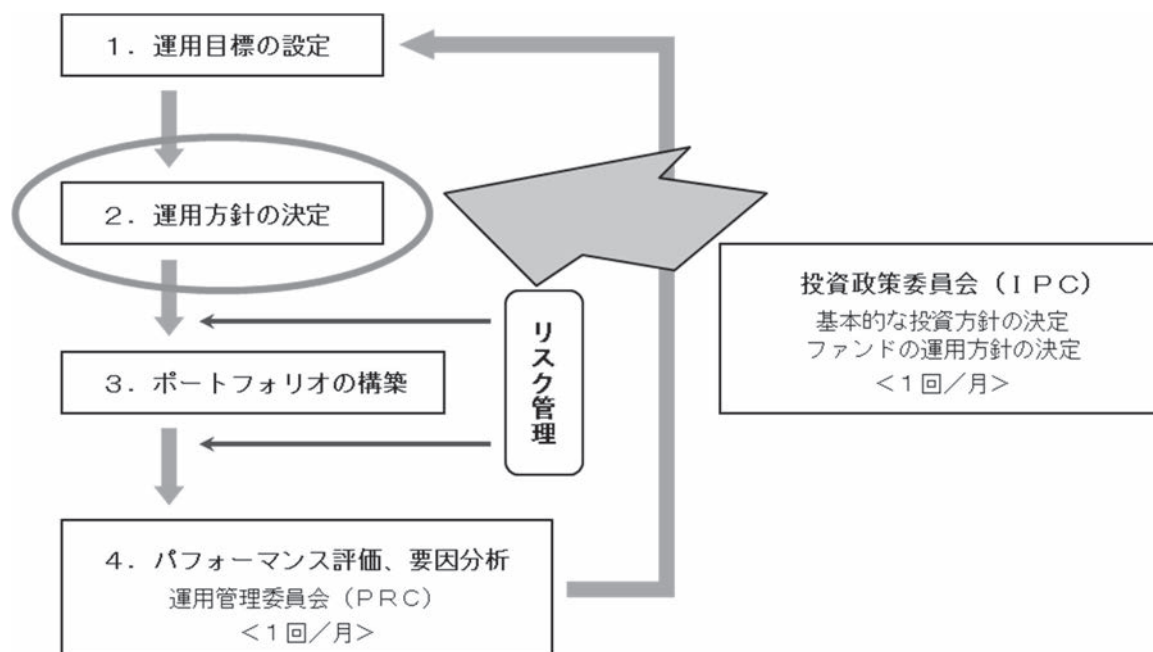 １．運用目標の設定
２．運用方針の決定
投資政策委員会（ＩＰＣ）
基本的な投資方針の決定
ファンドの運用方針の決定
＜１回／月＞
リスク管理
３．ポートフォリオの構築
４．パフォーマンス評価、要因分析
運用管理委員会（ＰＲＣ）
＜１回／月＞